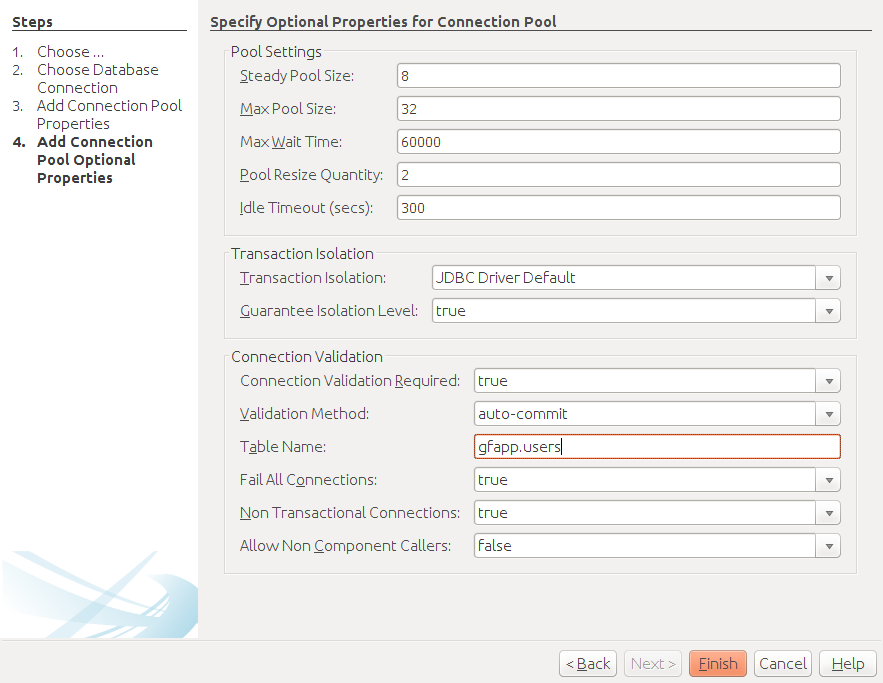 Steps
1. Choose ...
2. Choose Database
Connection
3. Add Connection Pool
Properties
4. Add Connection
Pool Optional
Properties
Specify Optional Properties for Connection Pool
Pool Settings
Steady Pool Size: 8
Max Pool Size: 32
Max Wait Time: 60000
Pool Resize Quantity: 2
Idle Timeout (secs): 300
Transaction Isolation
Transaction Isolation: JDBC Driver Default
Guarantee Isolation Level: true
Connection Validation
Connection Validation Required: true
Validation Method: auto-commit
Table Name: gfapp.users
Fail All Connections: true
Non Transactional Connections: true
Allow Non Component Callers: false
< Back Next > Finish Cancel Help